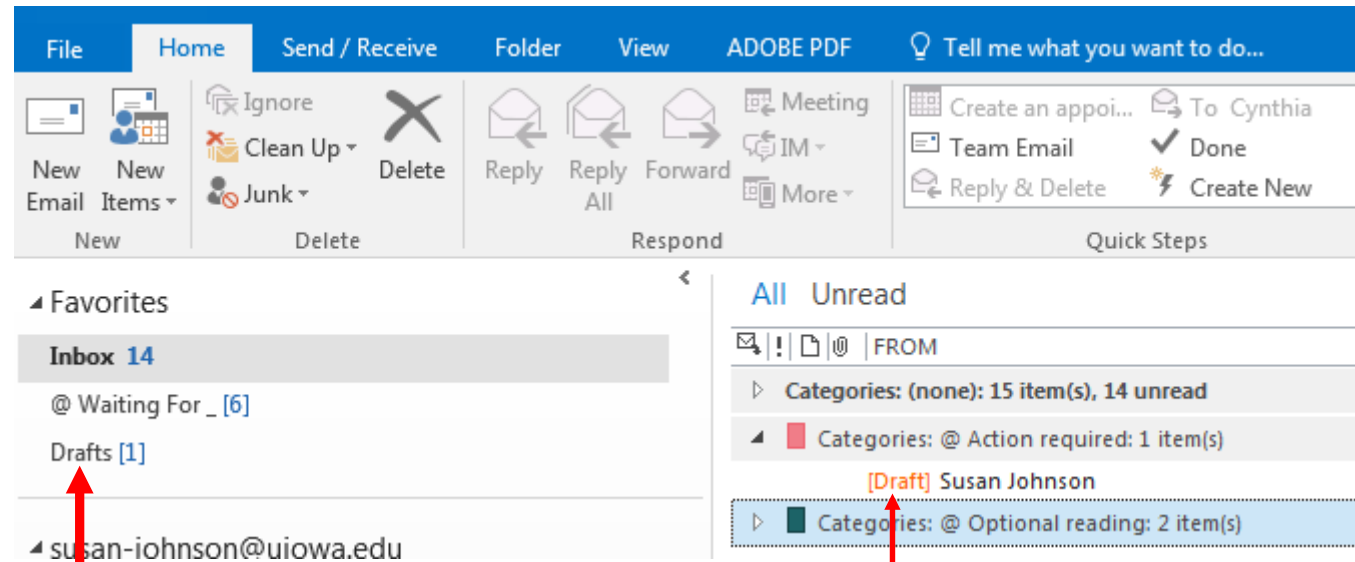 File Home Send / Receive Folder View ADOBE PDF Tell me what you want to do...
Ignore
Clean Up
Junk
Delete
New Email
New Items
Reply
Reply All
Forward
Meeting
IM
More
Create an appoi...
Team Email
Reply & Delete
To Cynthia
Done
Create New
New Delete Respond Quick Steps
Favorites
Inbox 14
@ Waiting For _ [6]
Drafts [1]
susan-johnson@uiowa.edu
All Unread
! FROM
Categories: (none): 15 item(s), 14 unread
Categories: @ Action required: 1 item(s)
[Draft] Susan Johnson
Categories: @ Optional reading: 2 item(s)